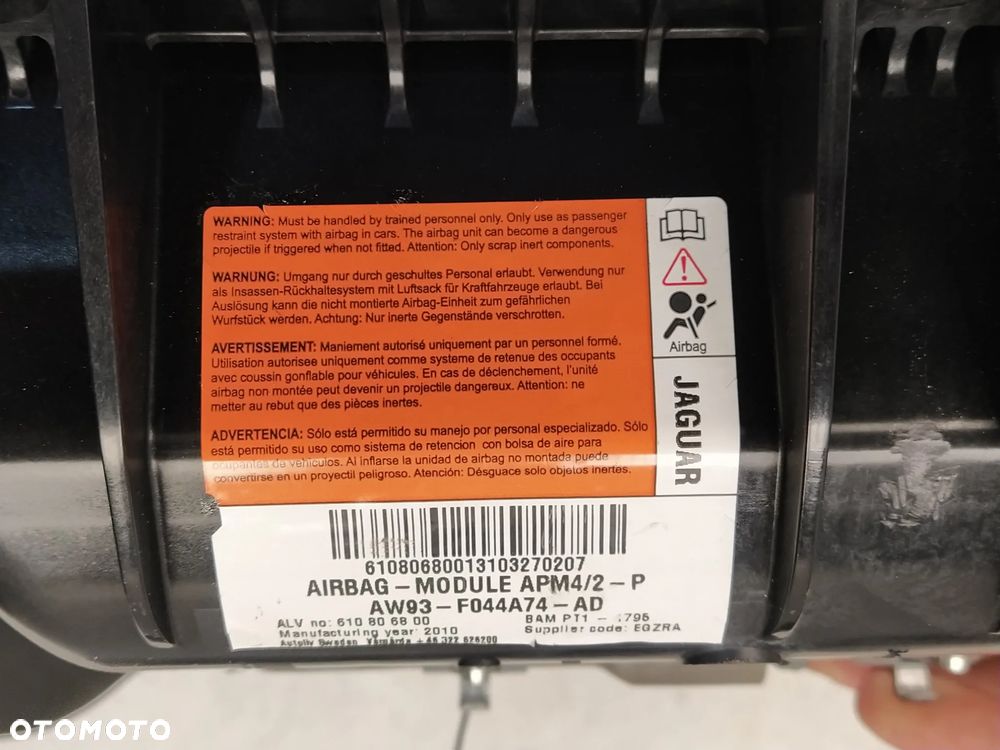 WARNING: Must be handled by trained personnel only. Only use as passenger
restraint system with airbag in cars. The airbag unit can become a dangerous
projectile if triggered when not fitted. Attention: Only scrap inert components.
WARNUNG: Umgang nur durch geschultes Personal erlaubt. Verwendung nur
als Insassen-Rückhaltesystem mit Luftsack für Kraftfahrzeuge erlaubt. Bei
Auslösung kann die nicht montierte Airbag-Einheit zum gefährlichen
Wurfstück werden. Achtung: Nur inerte Gegenstände verschrotten.
AVERTISSEMENT: Maniement autorisé uniquement par un personnel formé.
Utilisation autorisee uniquement comme systeme de retenue des occupants
avec coussin gonflable pour véhicules. En cas de déclenchement, l'unité
airbag non montée peut devenir un projectile dangereux. Attention: ne
metter au rebut que des pièces inertes.
ADVERTENCIA: Sólo está permitido su manejo por personal especializado. Sólo
está permitido su uso como sistema de retencion con bolsa de aire para
ocupantes de vehículos. Al inflarse la unidad de airbag no montada puede
convertirse en un proyectil peligroso. Atención: Désguace solo objetos inertes.
Airbag
JAGUAR
61080680013103270207
AIRBAG - MODULE APM4/2 - P
AW93 - F044A74 - AD
ALV no: 610 80 68 00
BAM PT1 - 1795
Manufacturing year: 2010
Supplier code: EGZRA
Autoliv Sweden Vårgårda +46 322 626200
OTOMOTO